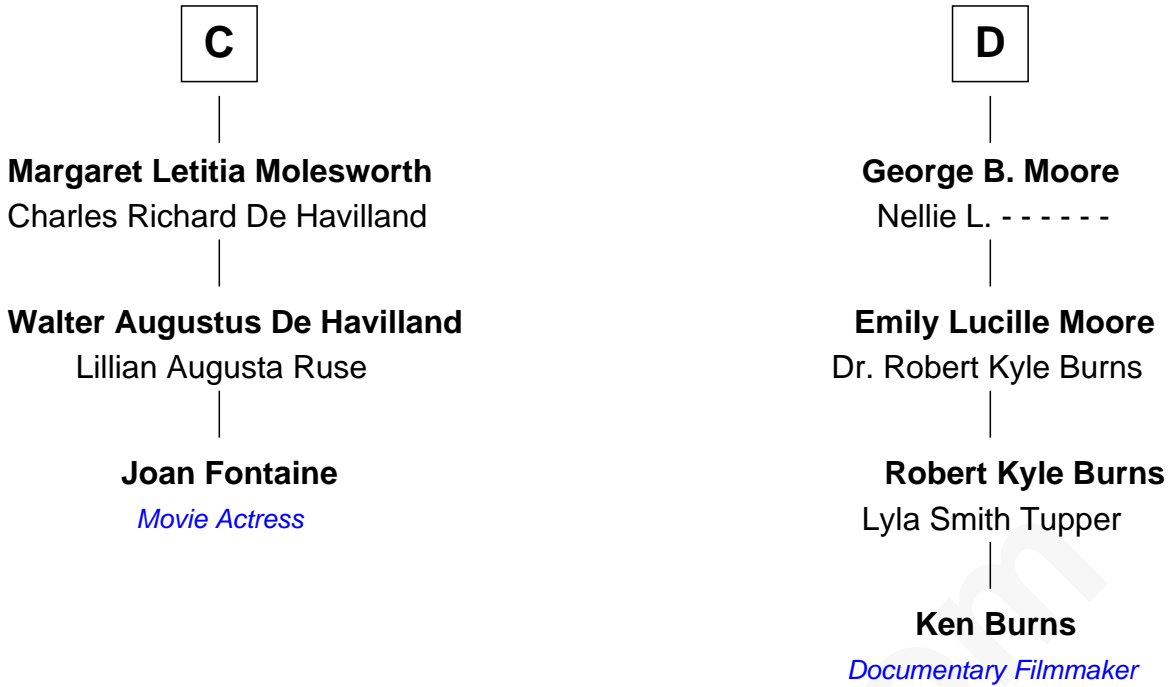 C
Margaret Letitia Molesworth
Charles Richard De Havilland
Walter Augustus De Havilland
Lillian Augusta Ruse
Joan Fontaine
Movie Actress
D
George B. Moore
Nellie L. - - - - - -
Emily Lucille Moore
Dr. Robert Kyle Burns
Robert Kyle Burns
Lyla Smith Tupper
Ken Burns
Documentary Filmmaker